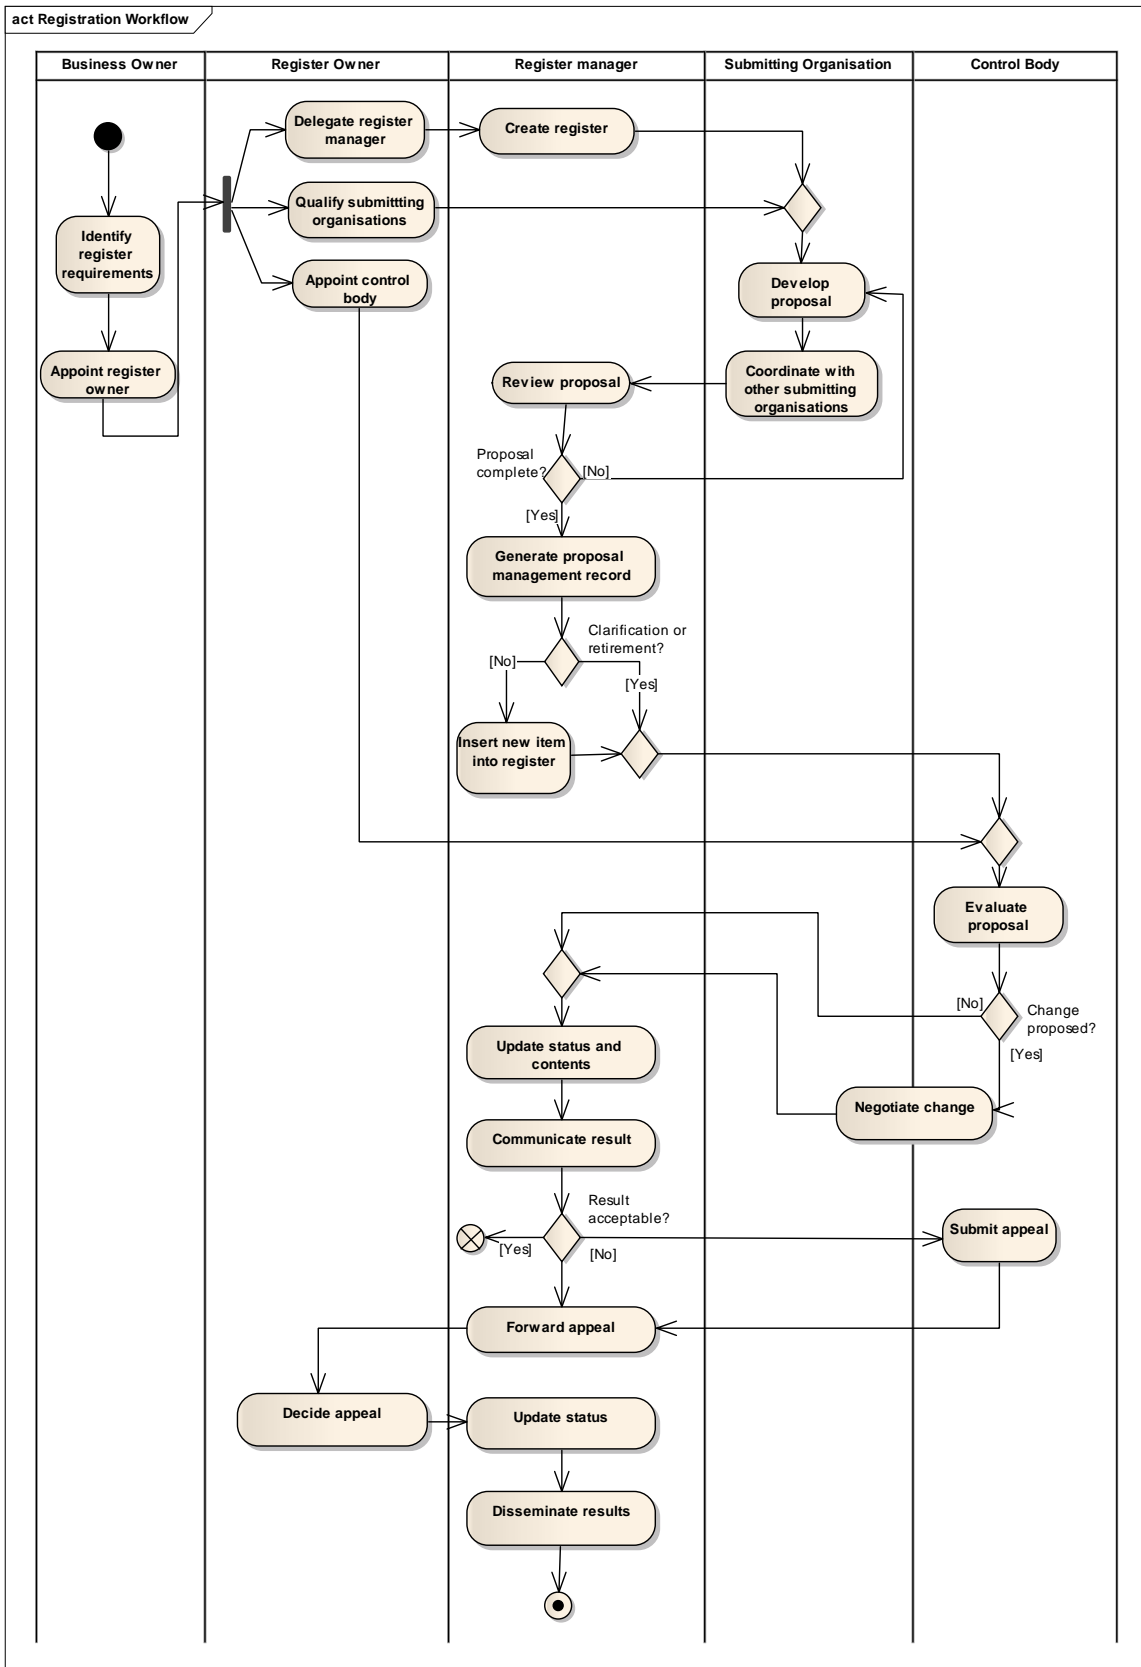 act Registration Workflow
Business Owner
Register Owner
Register manager
Submitting Organisation
Control Body
Delegate register
manager
Create register
Qualify submittting
organisations
Identify
register
requirements
Appoint control
body
Develop
proposal
Appoint register
owner
Review proposal
Coordinate with
other submitting
organisations
Proposal
complete?
[No]
[Yes]
Generate proposal
management record
Clarification or
retirement?
[No]
[Yes]
Insert new item
into register
Evaluate
proposal
[No]
Change
proposed?
[Yes]
Update status and
contents
Negotiate change
Communicate result
Result
acceptable?
[Yes]
[No]
Submit appeal
Forward appeal
Decide appeal
Update status
Disseminate results